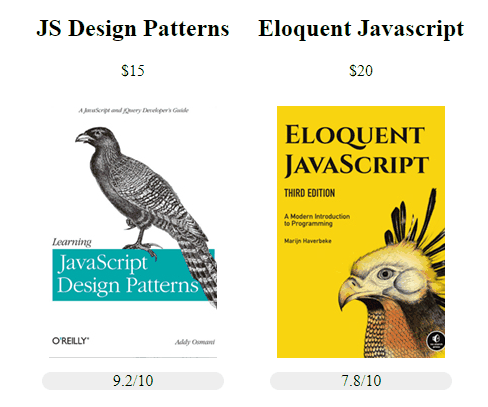 JS Design Patterns
$15
A JavaScript and jQuery Developer's Guide
Learning
JavaScript
Design Patterns
O'REILLY®
Addy Osmani
9.2/10
Eloquent Javascript
$20
ELOQUENT
JAVASCRIPT
THIRD EDITION
A Modern Introduction
to Programming
Marijn Haverbeke
7.8/10